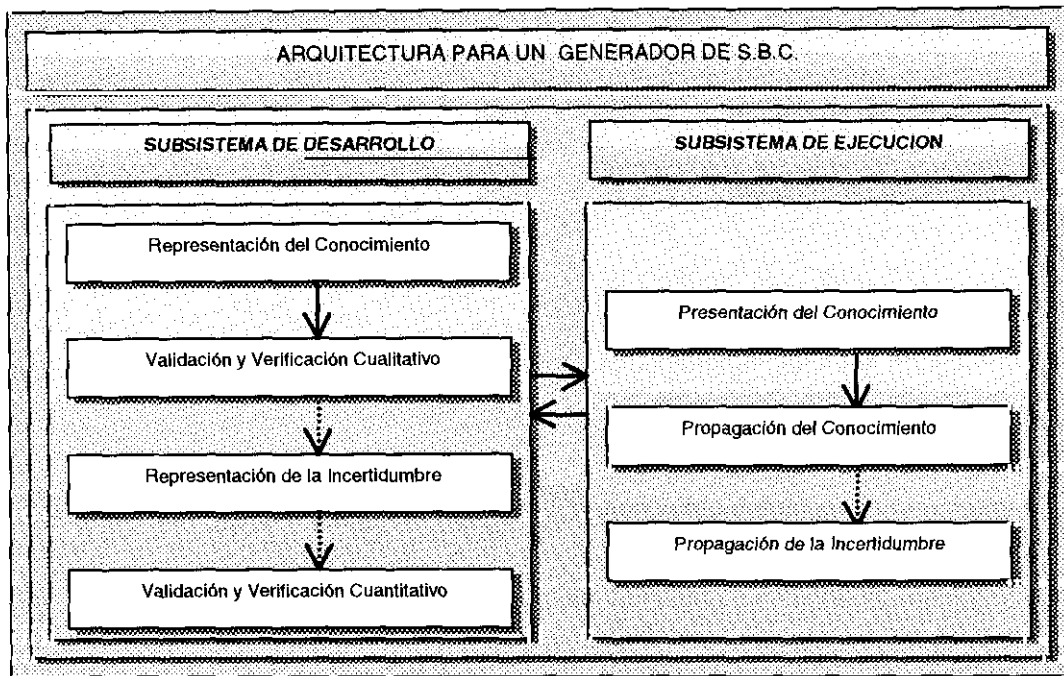 ARQUITECTURA PARA UN GENERADOR DE S.B.C.
SUBSISTEMA DE DESARROLLO
Representación del Conocimiento
Validación y Verificación Cualitativo
Representación de la Incertidumbre
Validación y Verificación Cuantitativo
SUBSISTEMA DE EJECUCION
Presentación del Conocimiento
Propagación del Conocimiento
Propagación de la Incertidumbre